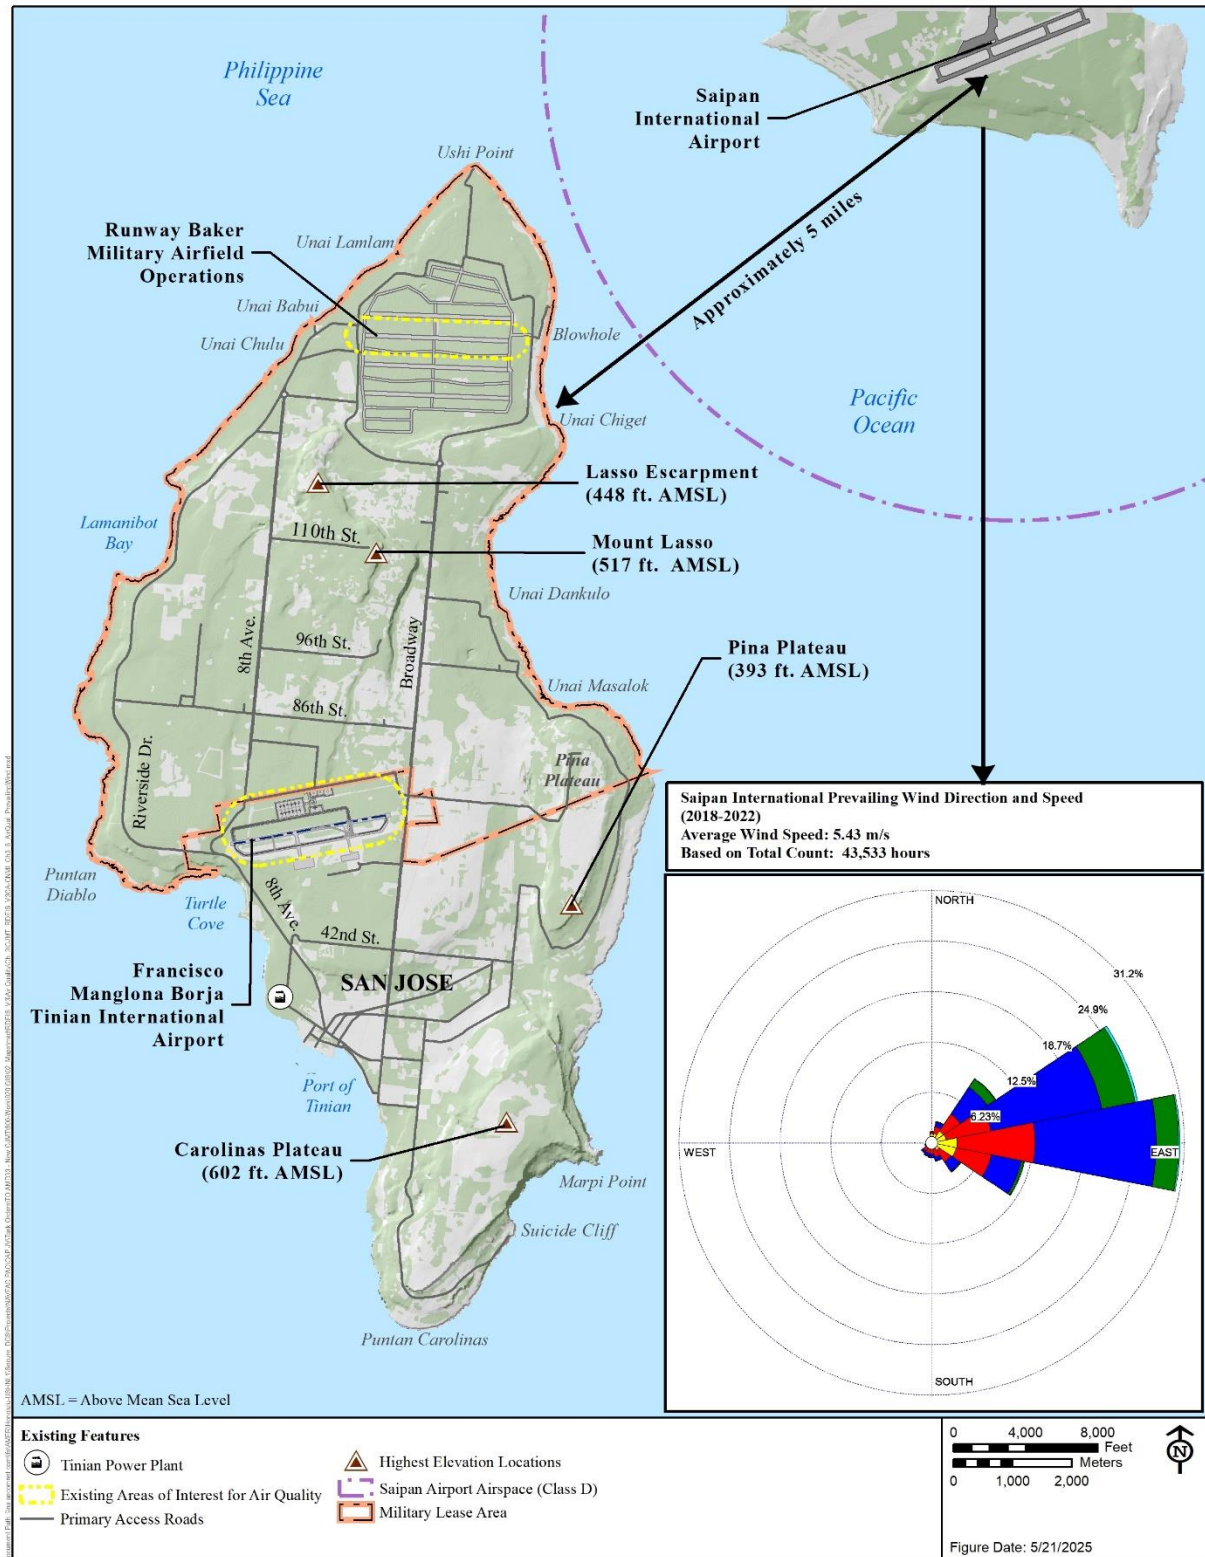 Philippine
Sea
Saipan
International
Airport
Ushi Point
Runway Baker
Military Airfield
Operations
Unai Lamlam
Approximately 5 miles
Unai Babui
Unai Chulu
Blowhole
Pacific
Ocean
Unai Chiget
Lasso Escarpment
(448 ft. AMSL)
Lamanibot
Bay
110th St.
Mount Lasso
(517 ft. AMSL)
Unai Dankulo
8th Ave.
96th St.
Broadway
Pina Plateau
(393 ft. AMSL)
Unai Masalok
86th St.
Riverside Dr.
Pina
Plateau
Saipan International Prevailing Wind Direction and Speed
(2018-2022)
Average Wind Speed: 5.43 m/s
Based on Total Count: 43,533 hours
Puntan
Diablo
Turtle
Cove
8th Ave.
42nd St.
Francisco
Manglona Borja
Tinian International
Airport
SAN JOSE
Port of
Tinian
Carolinas Plateau
(602 ft. AMSL)
Marpi Point
Suicide Cliff
Puntan Carolinas
NORTH
31.2%
24.9%
18.7%
12.5%
6.23%
WEST
EAST
SOUTH
AMSL = Above Mean Sea Level
Existing Features
Tinian Power Plant
Existing Areas of Interest for Air Quality
Primary Access Roads
Highest Elevation Locations
Saipan Airport Airspace (Class D)
Military Lease Area
0 4,000 8,000
Feet
Meters
0 1,000 2,000
N
Figure Date: 5/21/2025